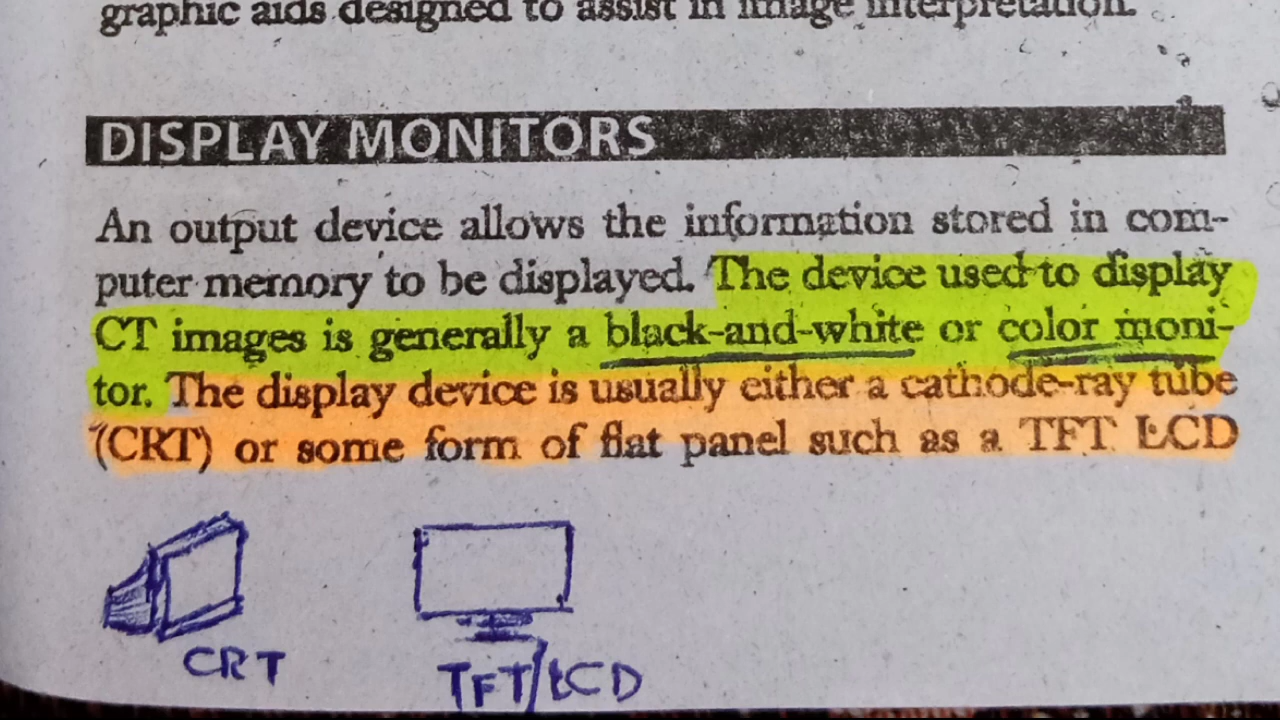 graphic aids designed to assist in image interpretation.
DISPLAY MONITORS
An output device allows the information stored in com-
puter memory to be displayed. The device used to display
CT images is generally a black-and-white or color moni-
tor. The display device is usually either a cathode-ray tube
(CRT) or some form of flat panel such as a TFT LCD
CRT
TFT/LCD